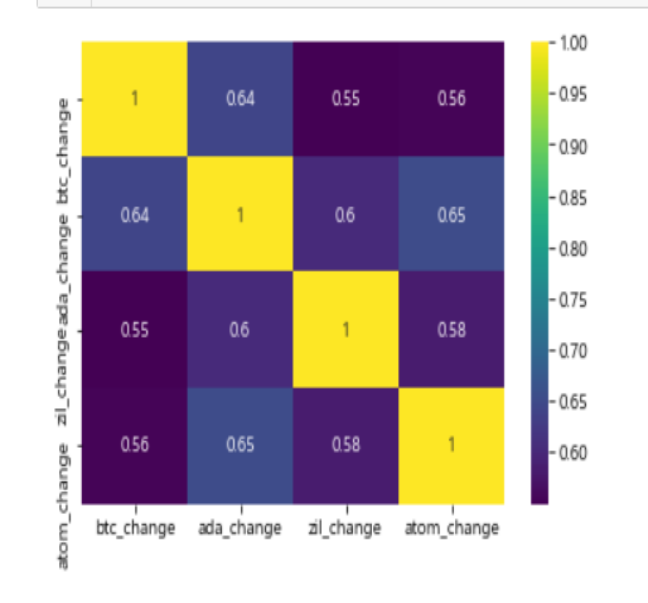 1.00
1 0.64 0.55 0.56
0.95
0.90
btc_change
0.64 1 0.6 0.65
0.85
0.80
ada_change
0.75
0.55 0.6 1 0.58
0.70
zil_change
0.65
0.56 0.65 0.58 1
0.60
atom_change
btc_change ada_change zil_change atom_change